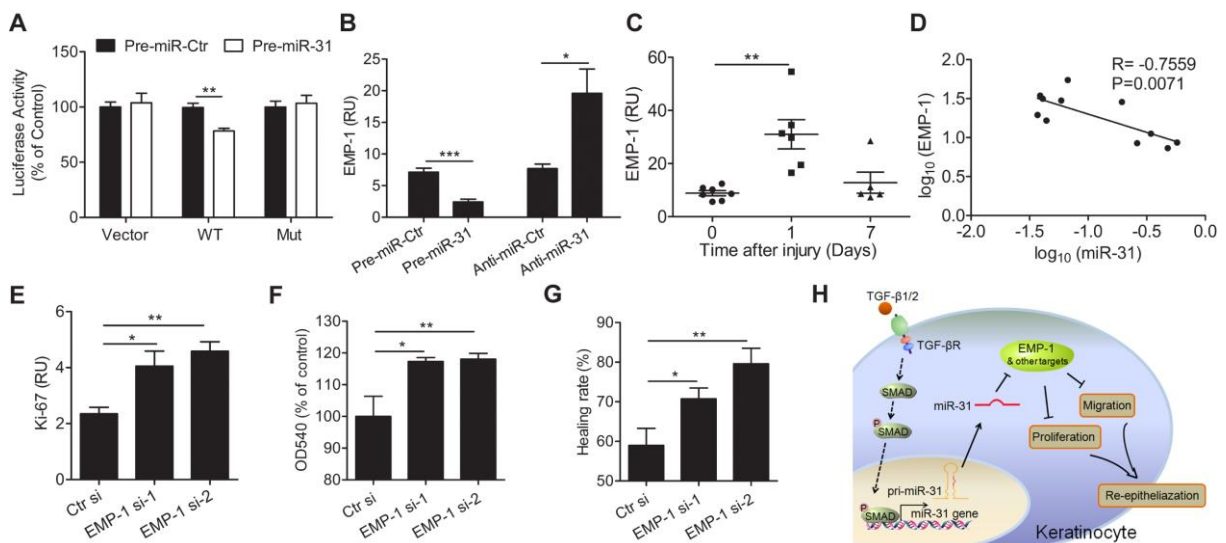 A
Pre-miR-Ctr Pre-miR-31
Luciferase Activity
(% of Control)
150
100
50
0
**
Vector WT Mut
B
EMP-1 (RU)
25
20
15
10
5
0
***
*
Pre-miR-Ctr
Pre-miR-31
Anti-miR-Ctr
Anti-miR-31
C
EMP-1 (RU)
60
40
20
0
**
0 1 7
Time after injury (Days)
D
R= -0.7559
P=0.0071
log10 (EMP-1)
2.0
1.5
1.0
0.5
0.0
-2.0 -1.5 -1.0 -0.5 0.0
log10 (miR-31)
E
Ki-67 (RU)
6
4
2
0
**
*
Ctr si
EMP-1 si-1
EMP-1 si-2
F
OD540 (% of control)
130
120
110
100
90
80
**
*
Ctr si
EMP-1 si-1
EMP-1 si-2
G
Healing rate (%)
90
80
70
60
50
**
*
Ctr si
EMP-1 si-1
EMP-1 si-2
H
TGF-β1/2
TGF-βR
SMAD
P
SMAD
P
SMAD
pri-miR-31
miR-31 gene
miR-31
EMP-1
& other targets
Migration
Proliferation
Re-epitheliazation
Keratinocyte